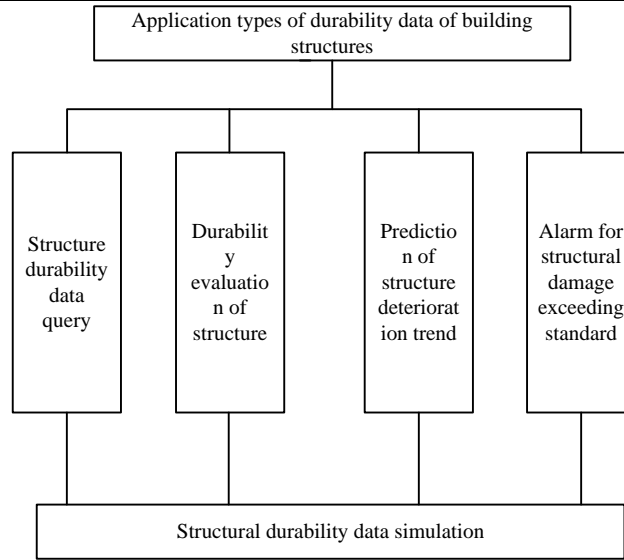 Application types of durability data of building
structures
Structure
durability
data
query
Durabilit
y
evaluatio
n of
structure
Predictio
n of
structure
deteriorat
ion trend
Alarm for
structural
damage
exceeding
standard
Structural durability data simulation